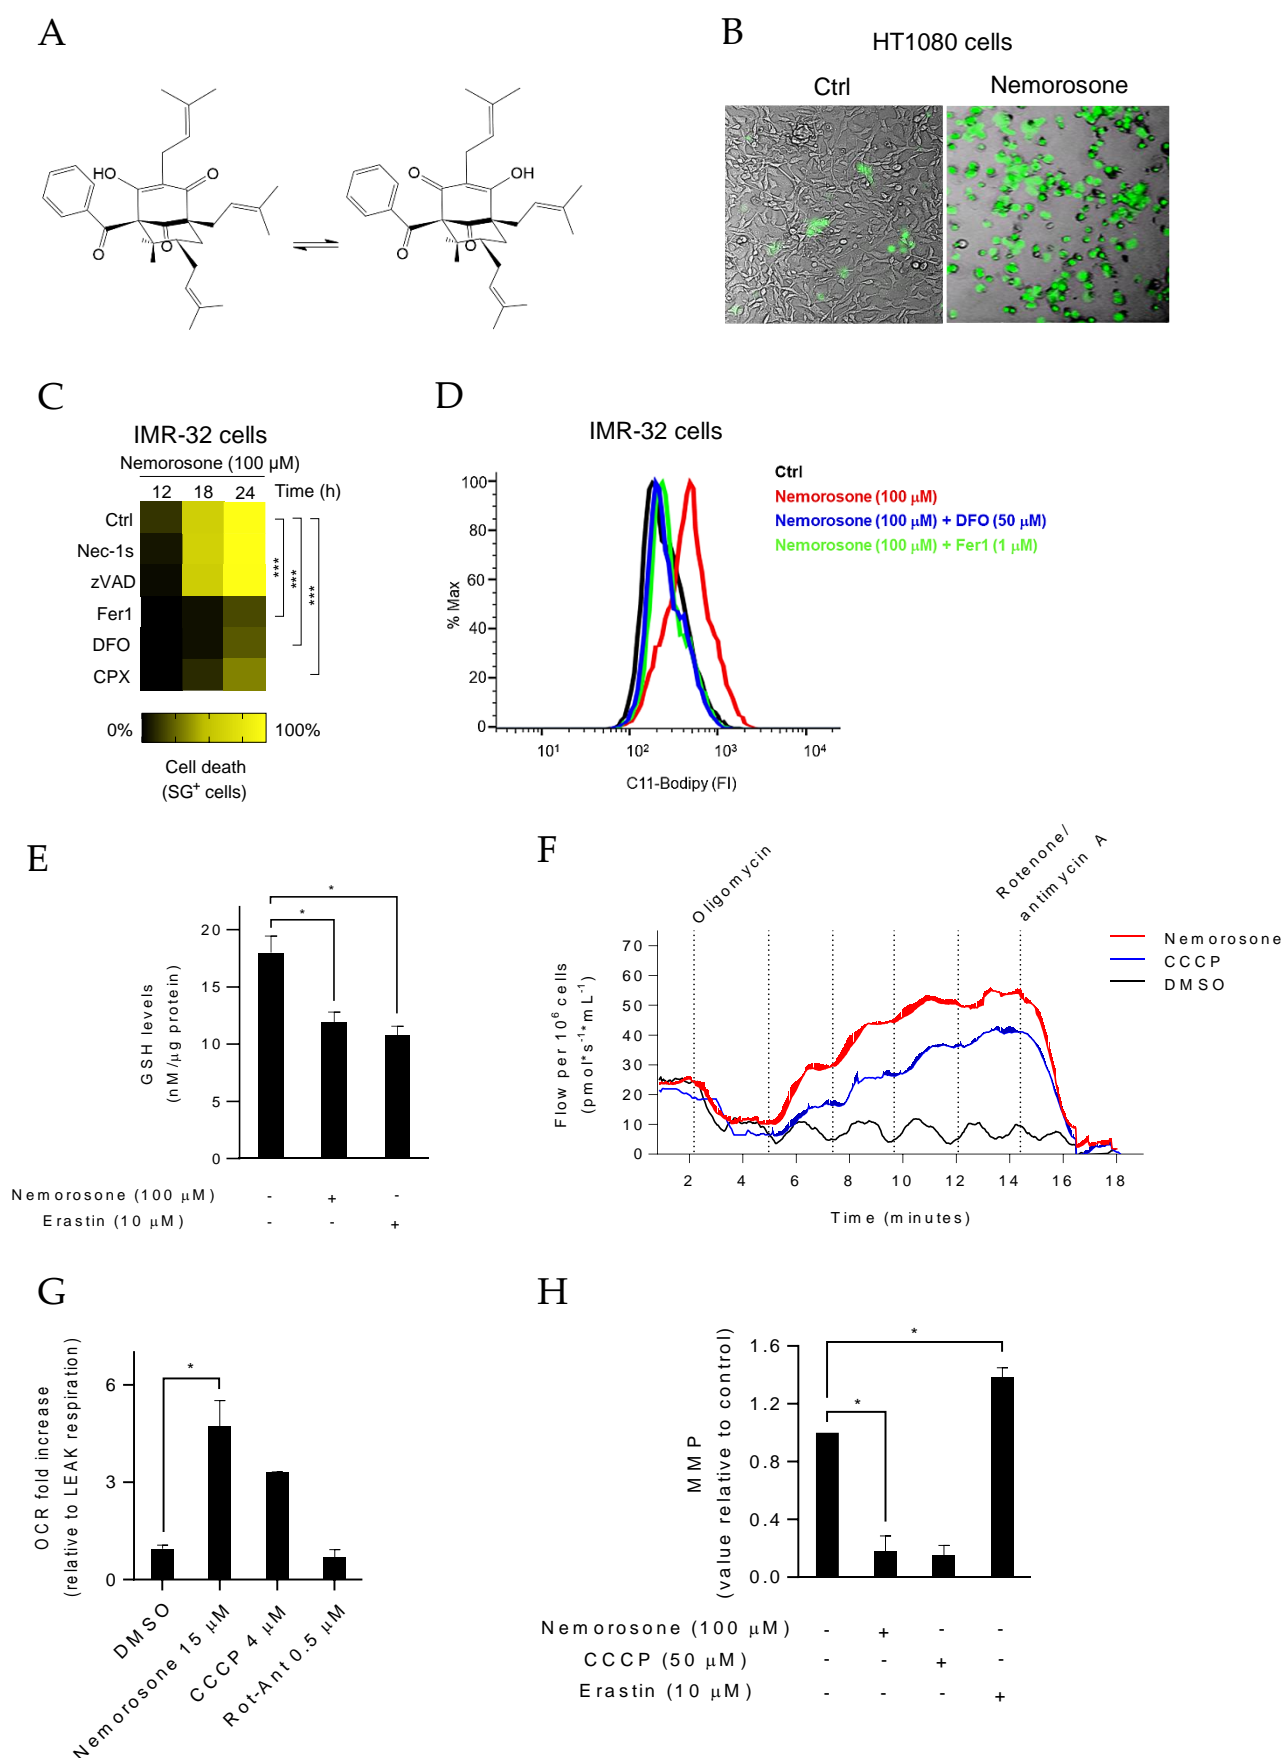 A
HO
O
O
O
O
OH
O
O
B
HT1080 cells
Ctrl
Nemorosone
C
IMR-32 cells
Nemorosone (100 µM)
12 18 24 Time (h)
Ctrl
Nec-1s
zVAD
Fer1
DFO
CPX
***
***
***
0% 100%
Cell death
(SG+ cells)
D
IMR-32 cells
Ctrl
Nemorosone (100 µM)
Nemorosone (100 µM) + DFO (50 µM)
Nemorosone (100 µM) + Fer1 (1 µM)
% Max
100
80
60
40
20
0
10¹ 10² 10³ 10⁴
C11-Bodipy (FI)
E
GSH levels
(nM/µg protein)
20
15
10
5
0
*
*
Nemorosone (100 µM) - + -
Erastin (10 µM) - - +
F
Oligomycin
Rotenone/
antimycin A
Flow per 10⁶ cells
(pmol*s⁻¹*mL⁻¹)
70
60
50
40
30
20
10
0
2 4 6 8 10 12 14 16 18
Time (minutes)
Nemorosone
CCCP
DMSO
G
OCR fold increase
(relative to LEAK respiration)
6
3
0
*
DMSO
Nemorosone 15 µM
CCCP 4 µM
Rot-Ant 0.5 µM
H
MMP
(value relative to control)
1.6
1.2
0.8
0.4
0.0
*
*
Nemorosone (100 µM) - + - -
CCCP (50 µM) - - + -
Erastin (10 µM) - - - +